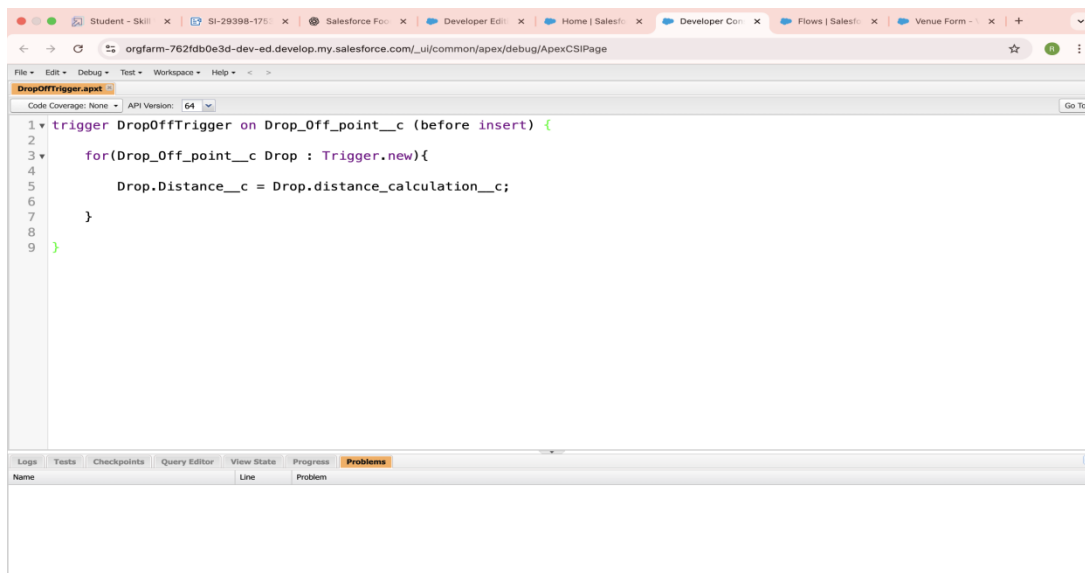 Student - Skill
SI-29398-175
Salesforce Foo
Developer Edit
Home | Salesfo
Developer Con
Flows | Salesfo
Venue Form -
orgfarm-762fdb0e3d-dev-ed.develop.my.salesforce.com/_ui/common/apex/debug/ApexCSIPage
R
File Edit Debug Test Workspace Help < >
DropOffTrigger.apxt
Code Coverage: None API Version: 64 Go To
1 trigger DropOffTrigger on Drop_Off_point__c (before insert) {
2
3 for(Drop_Off_point__c Drop : Trigger.new){
4
5 Drop.Distance__c = Drop.distance_calculation__c;
6
7 }
8
9 }
Logs Tests Checkpoints Query Editor View State Progress Problems
Name Line Problem